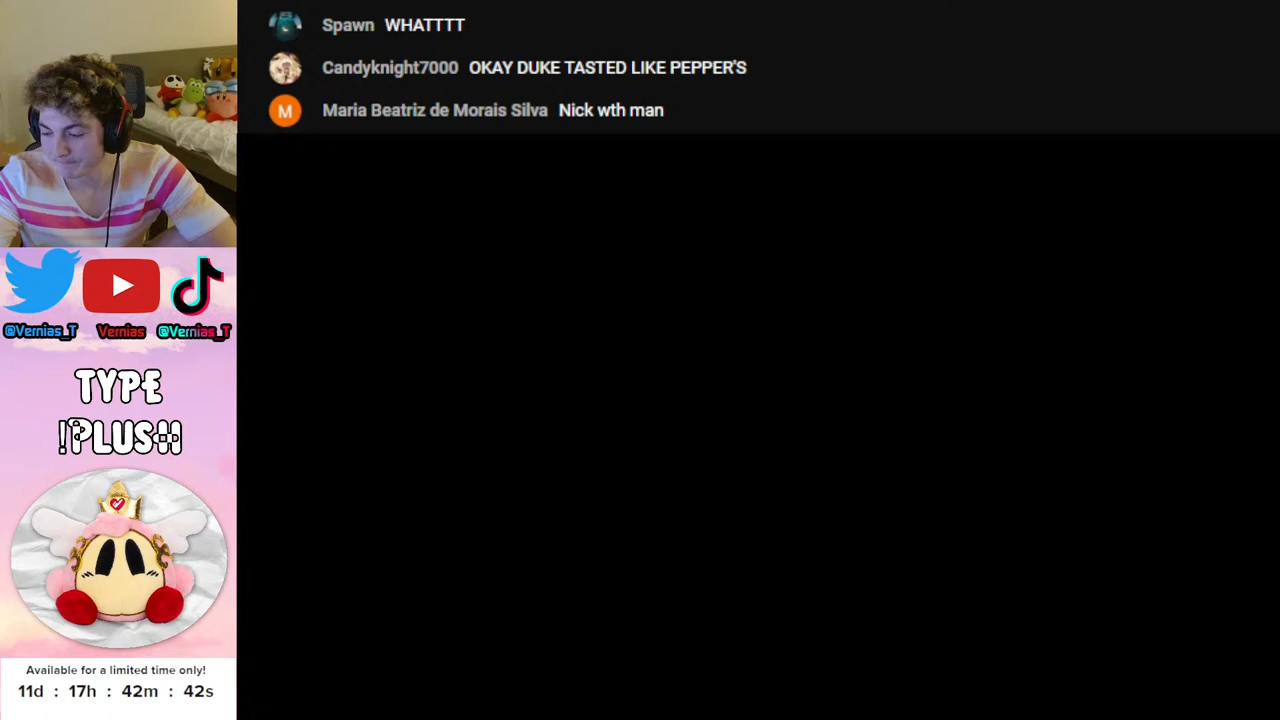 Spawn WHATTTT
Candyknight7000 OKAY DUKE TASTED LIKE PEPPER'S
M Maria Beatriz de Morais Silva Nick wth man
@Vernias_T Vernias @Vernias_T
TYPE
!PLUSH
Available for a limited time only!
11d : 17h : 42m : 42s